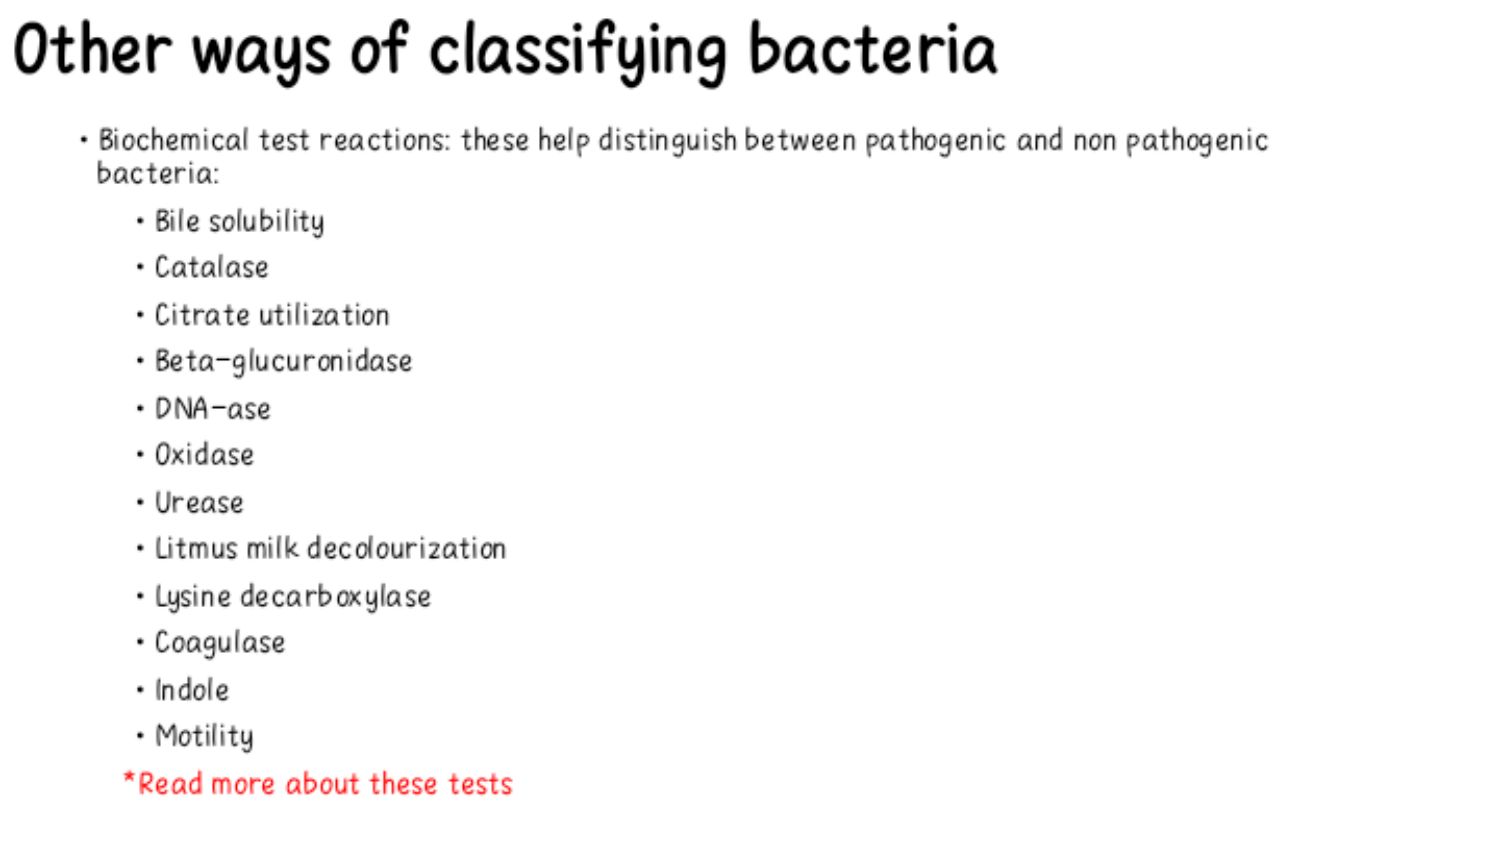 Other ways of classifying bacteria
• Biochemical test reactions: these help distinguish between pathogenic and non pathogenic
bacteria:
• Bile solubility
• Catalase
• Citrate utilization
• Beta-glucuronidase
• DNA-ase
• Oxidase
• Urease
• Litmus milk decolourization
• Lysine decarboxylase
• Coagulase
• Indole
• Motility
*Read more about these tests